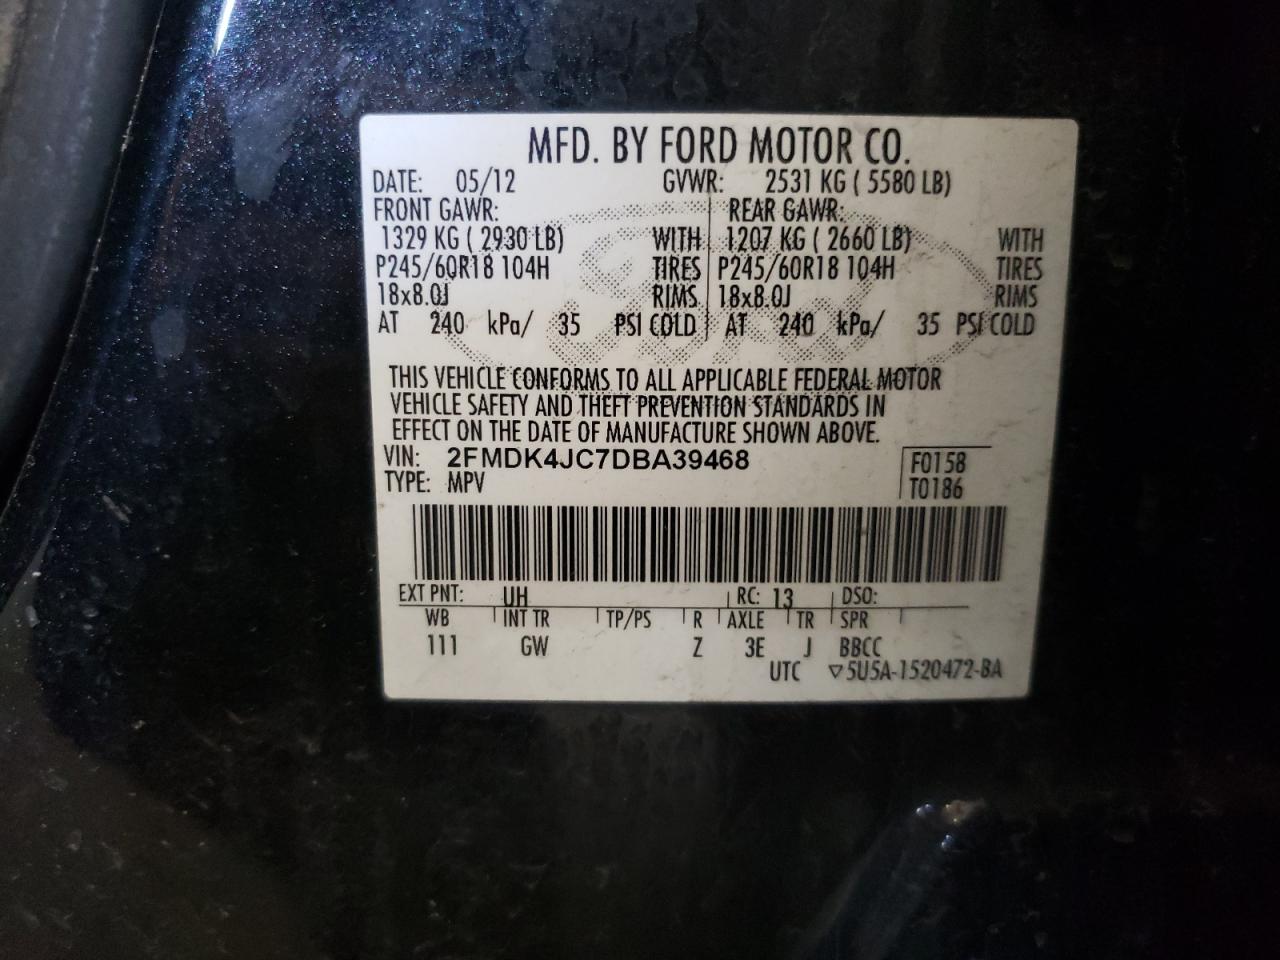 MFD. BY FORD MOTOR CO.
DATE: 05/12 GVWR: 2531 KG ( 5580 LB)
FRONT GAWR: REAR GAWR:
1329 KG ( 2930 LB) WITH 1207 KG ( 2660 LB) WITH
P245/60R18 104H TIRES P245/60R18 104H TIRES
18x8.0J RIMS 18x8.0J RIMS
AT 240 kPa/ 35 PSI COLD AT 240 kPa/ 35 PSI COLD
THIS VEHICLE CONFORMS TO ALL APPLICABLE FEDERAL MOTOR
VEHICLE SAFETY AND THEFT PREVENTION STANDARDS IN
EFFECT ON THE DATE OF MANUFACTURE SHOWN ABOVE.
VIN: 2FMDK4JC7DBA39468 F0158
TYPE: MPV T0186
EXT PNT: UH RC: 13 DSO:
WB INT TR TP/PS R AXLE TR SPR
111 GW Z 3E J BBCC
UTC ▽5U5A-1520472-BA
Ford